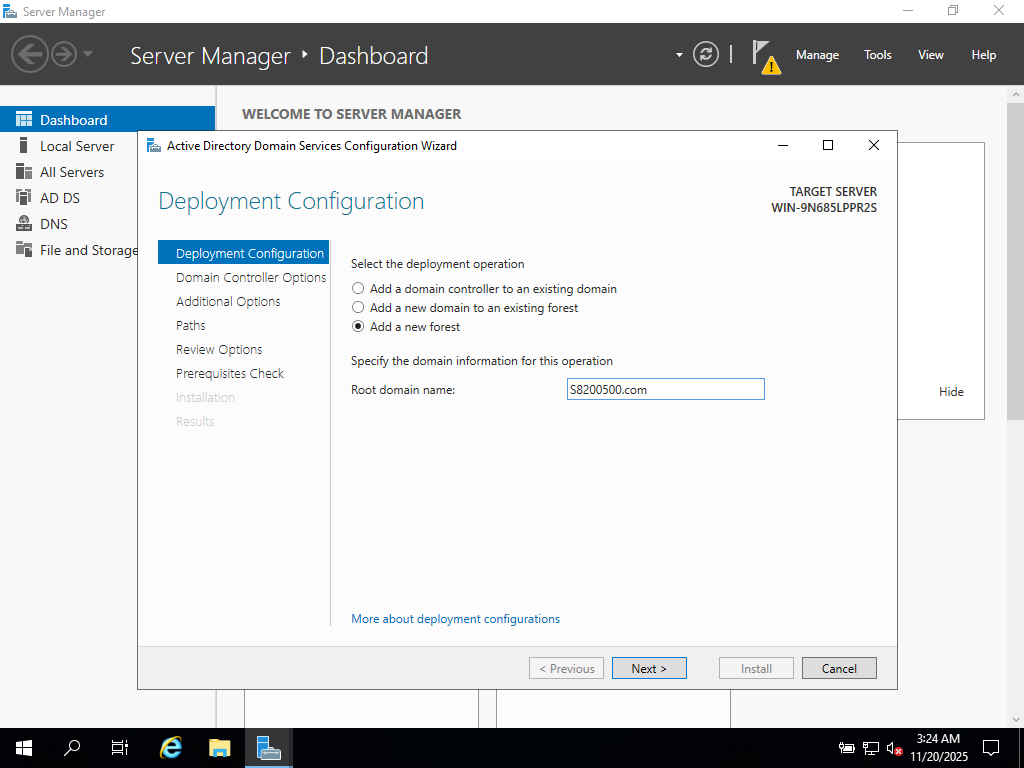 Server Manager
Server Manager ‣ Dashboard
Manage Tools View Help
Dashboard
Local Server
All Servers
AD DS
DNS
File and Storage
WELCOME TO SERVER MANAGER
Hide
Active Directory Domain Services Configuration Wizard
Deployment Configuration
TARGET SERVER
WIN-9N685LPPR2S
Deployment Configuration
Domain Controller Options
Additional Options
Paths
Review Options
Prerequisites Check
Installation
Results
Select the deployment operation
Add a domain controller to an existing domain
Add a new domain to an existing forest
Add a new forest
Specify the domain information for this operation
Root domain name: S8200500.com
More about deployment configurations
< Previous Next > Install Cancel
3:24 AM
11/20/2025